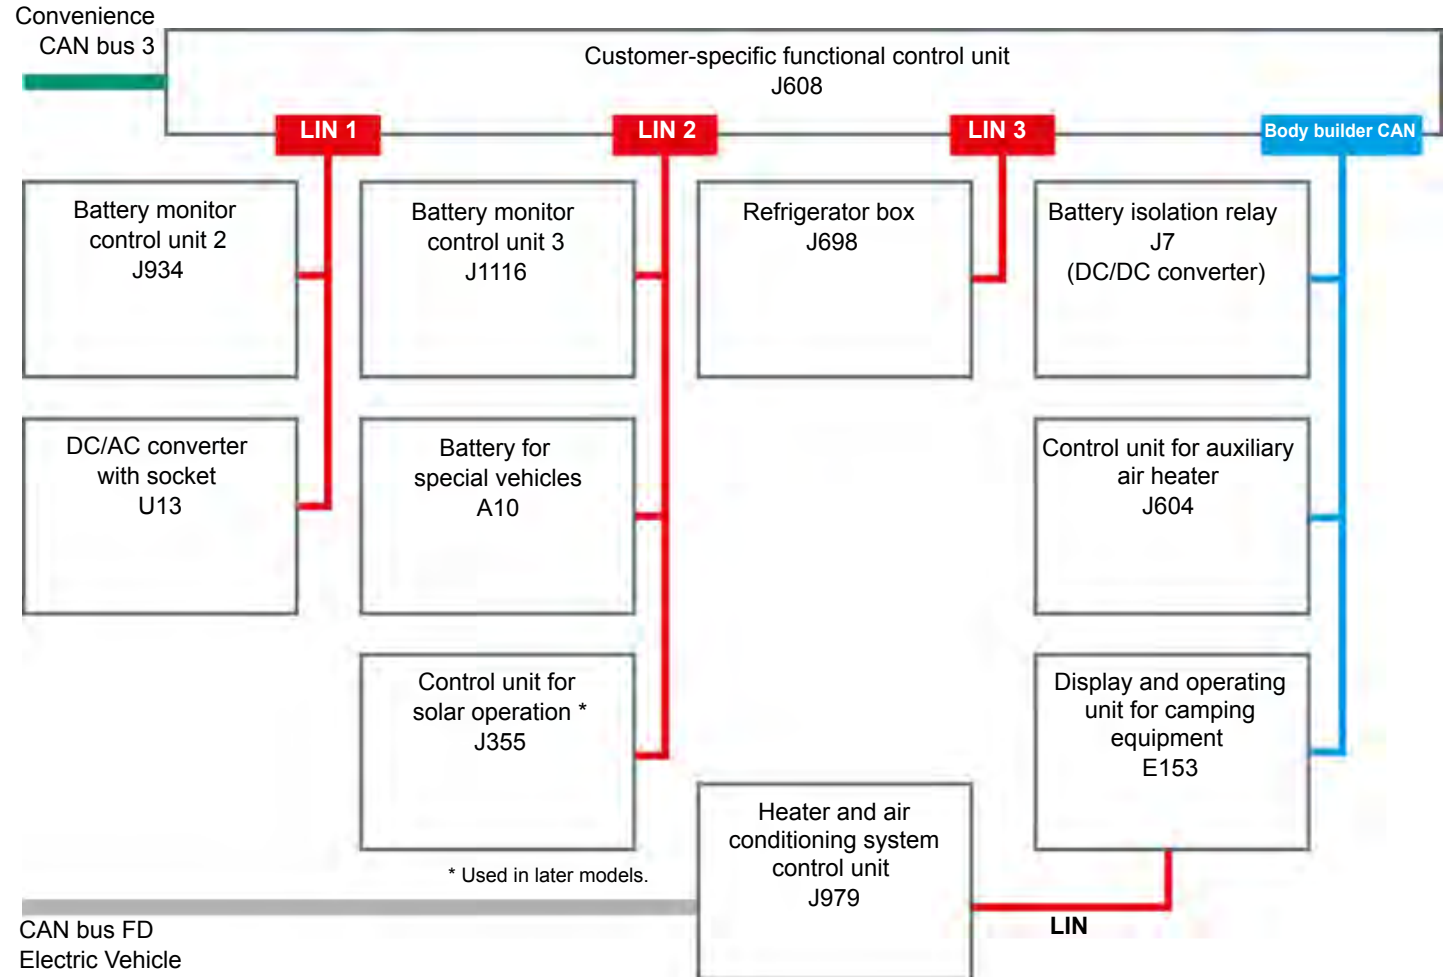 Convenience
CAN bus 3
Customer-specific functional control unit
J608
LIN 1
LIN 2
LIN 3
Body builder CAN
Battery monitor
control unit 2
J934
Battery monitor
control unit 3
J1116
Refrigerator box
J698
Battery isolation relay
J7
(DC/DC converter)
DC/AC converter
with socket
U13
Battery for
special vehicles
A10
Control unit for auxiliary
air heater
J604
Control unit for
solar operation *
J355
Display and operating
unit for camping
equipment
E153
Heater and air
conditioning system
control unit
J979
* Used in later models.
LIN
CAN bus FD
Electric Vehicle